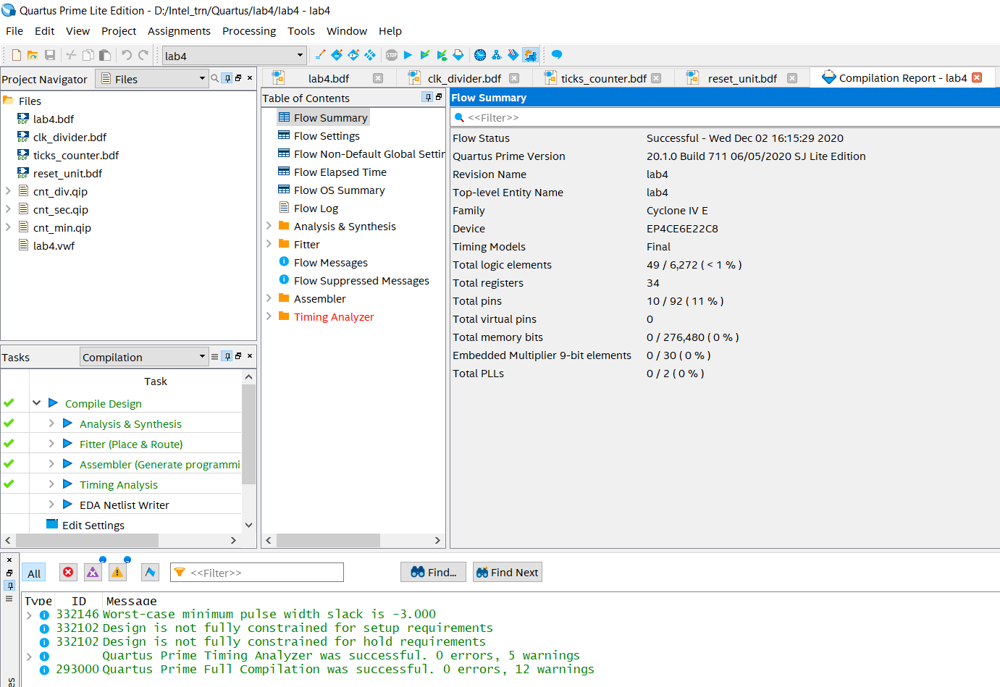 Quartus Prime Lite Edition - D:/Intel_trn/Quartus/lab4/lab4 - lab4
File Edit View Project Assignments Processing Tools Window Help
lab4
STOP
Project Navigator Files
Files
lab4.bdf
clk_divider.bdf
ticks_counter.bdf
reset_unit.bdf
cnt_div.qip
cnt_sec.qip
cnt_min.qip
lab4.vwf
Tasks Compilation
Task
Compile Design
Analysis & Synthesis
Fitter (Place & Route)
Assembler (Generate programmi
Timing Analysis
EDA Netlist Writer
Edit Settings
lab4.bdf clk_divider.bdf ticks_counter.bdf reset_unit.bdf Compilation Report - lab4
Table of Contents
Flow Summary
Flow Settings
Flow Non-Default Global Settir
Flow Elapsed Time
Flow OS Summary
Flow Log
Analysis & Synthesis
Fitter
Flow Messages
Flow Suppressed Messages
Assembler
Timing Analyzer
Flow Summary
<<Filter>>
Flow Status Successful - Wed Dec 02 16:15:29 2020
Quartus Prime Version 20.1.0 Build 711 06/05/2020 SJ Lite Edition
Revision Name lab4
Top-level Entity Name lab4
Family Cyclone IV E
Device EP4CE6E22C8
Timing Models Final
Total logic elements 49 / 6,272 ( < 1 % )
Total registers 34
Total pins 10 / 92 ( 11 % )
Total virtual pins 0
Total memory bits 0 / 276,480 ( 0 % )
Embedded Multiplier 9-bit elements 0 / 30 ( 0 % )
Total PLLs 0 / 2 ( 0 % )
All <<Filter>> Find... Find Next
Type ID Message
332146 Worst-case minimum pulse width slack is -3.000
332102 Design is not fully constrained for setup requirements
332102 Design is not fully constrained for hold requirements
Quartus Prime Timing Analyzer was successful. 0 errors, 5 warnings
293000 Quartus Prime Full Compilation was successful. 0 errors, 12 warnings